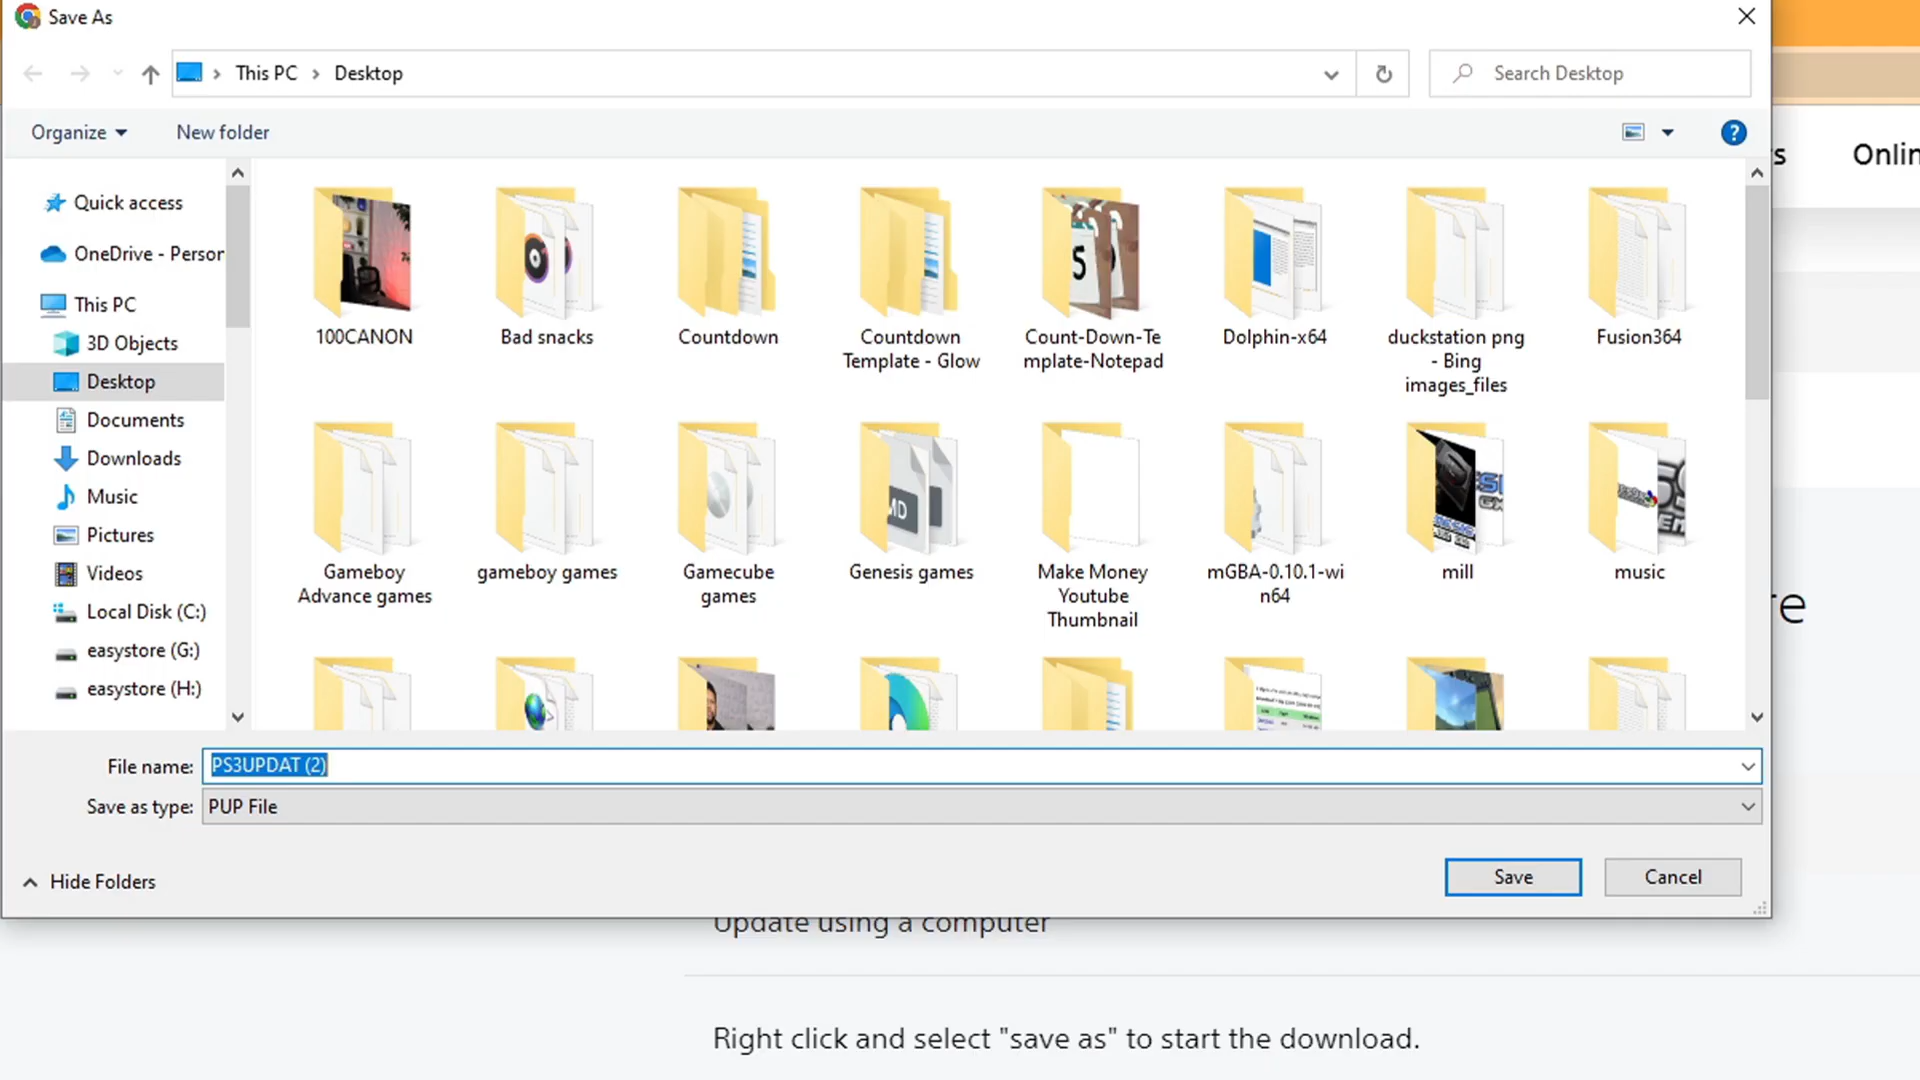 Save As
This PC > Desktop
Search Desktop
Organize
New folder
?
Onlin
Quick access
OneDrive - Person
This PC
3D Objects
Desktop
Documents
Downloads
Music
Pictures
Videos
Local Disk (C:)
easystore (G:)
easystore (H:)
100CANON
Bad snacks
Countdown
Countdown
Template - Glow
Count-Down-Te
mplate-Notepad
Dolphin-x64
duckstation png
- Bing
images_files
Fusion364
Gameboy
Advance games
gameboy games
Gamecube
games
Genesis games
Make Money
Youtube
Thumbnail
mGBA-0.10.1-wi
n64
mill
music
File name: PS3UPDAT (2)
Save as type: PUP File
Hide Folders
Save
Cancel
Update using a computer
Right click and select "save as" to start the download.